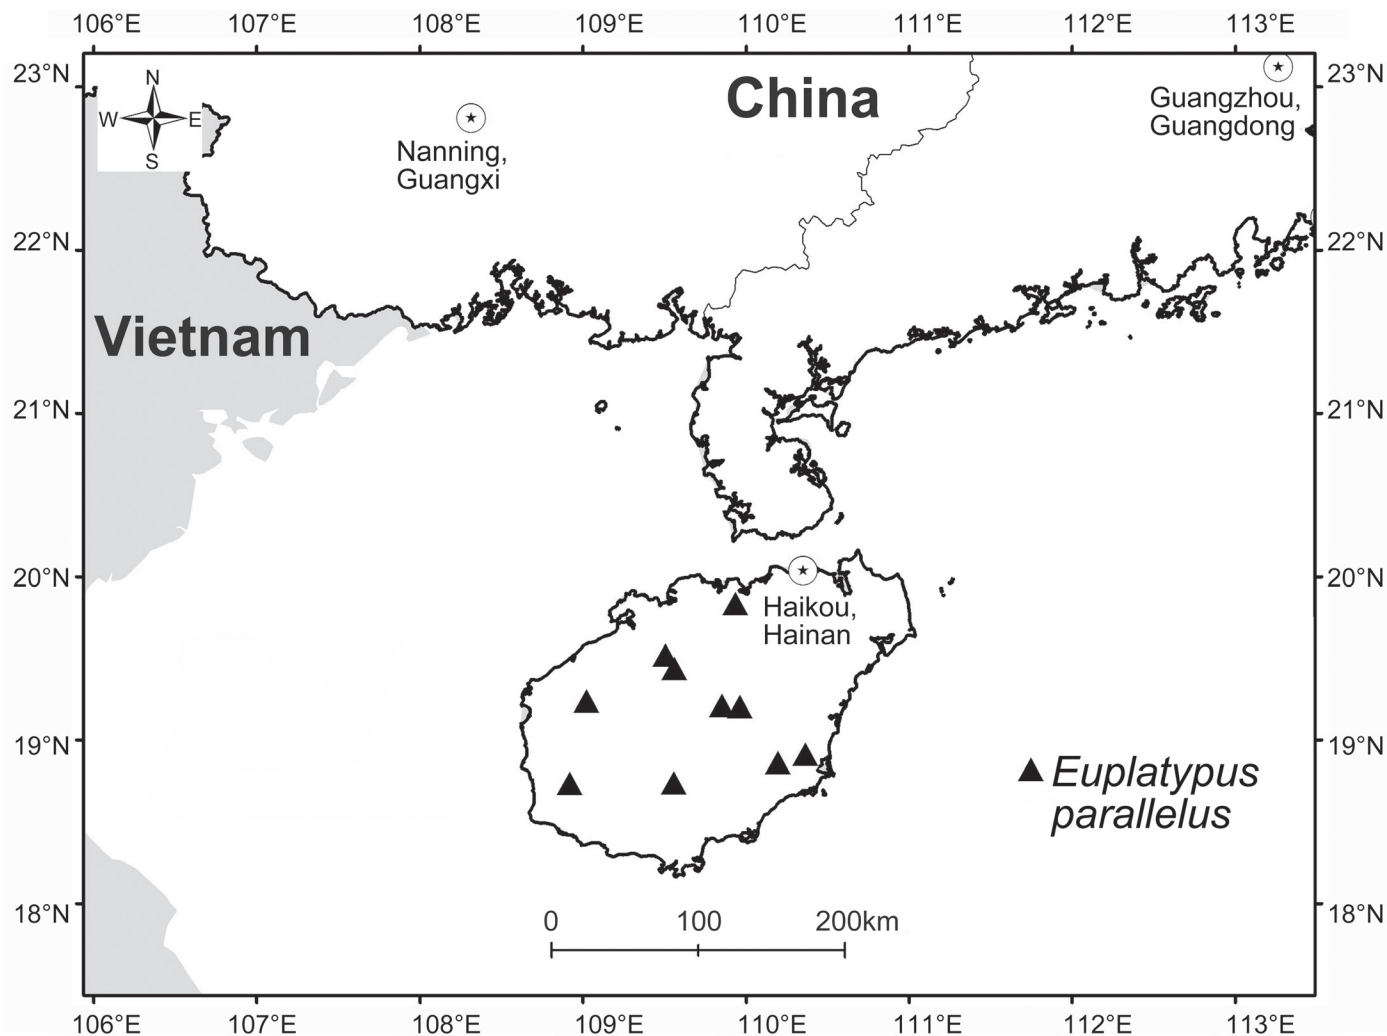 106°E 107°E 108°E 109°E 110°E 111°E 112°E 113°E
23°N
N
W E
S
China
Guangzhou,
Guangdong
23°N
Nanning,
Guangxi
22°N
22°N
Vietnam
21°N
21°N
20°N
20°N
Haikou,
Hainan
19°N
19°N
Euplatypus
parallelus
18°N
18°N
0 100 200km
106°E 107°E 108°E 109°E 110°E 111°E 112°E 113°E